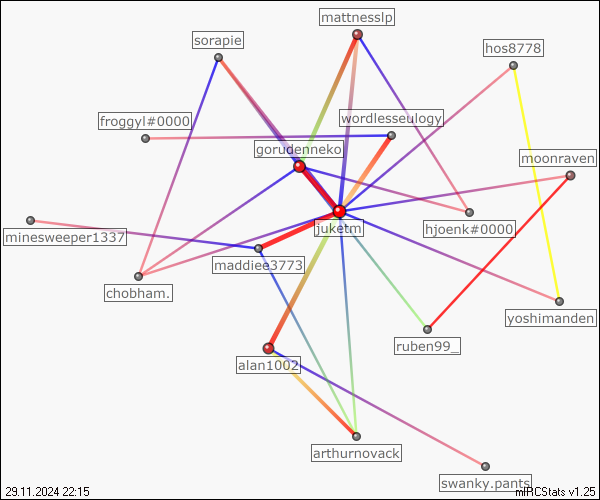 mattnesslp
sorapie
hos8778
froggyl#0000
wordlesseulogy
gorudenneko
moonraven
juketm
hjoenk#0000
minesweeper1337
maddiee3773
chobham.
yoshimanden
ruben99_
alan1002
arthurnovack
swanky.pants
29.11.2024 22:15
mIRCStats v1.25